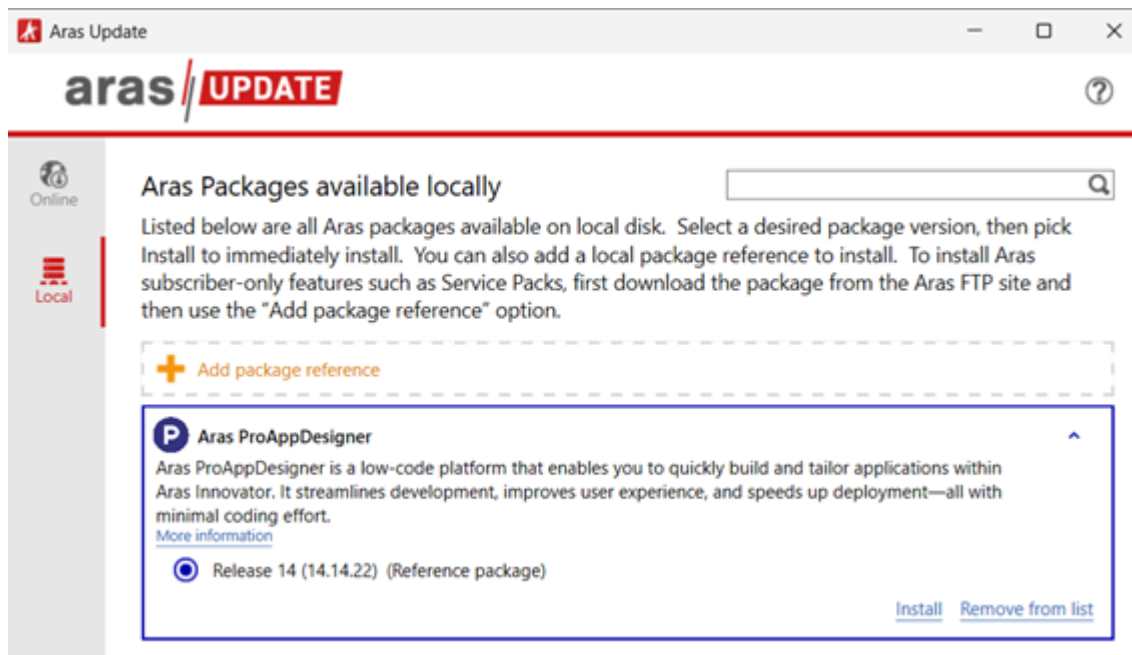 Aras Update
aras UPDATE
?
Online
Local
Aras Packages available locally
Listed below are all Aras packages available on local disk.  Select a desired package version, then pick
Install to immediately install.  You can also add a local package reference to install.  To install Aras
subscriber-only features such as Service Packs, first download the package from the Aras FTP site and
then use the “Add package reference” option.
Add package reference
P Aras ProAppDesigner
Aras ProAppDesigner is a low-code platform that enables you to quickly build and tailor applications within
Aras Innovator. It streamlines development, improves user experience, and speeds up deployment—all with
minimal coding effort.
More information
Release 14 (14.14.22)  (Reference package)
Install Remove from list